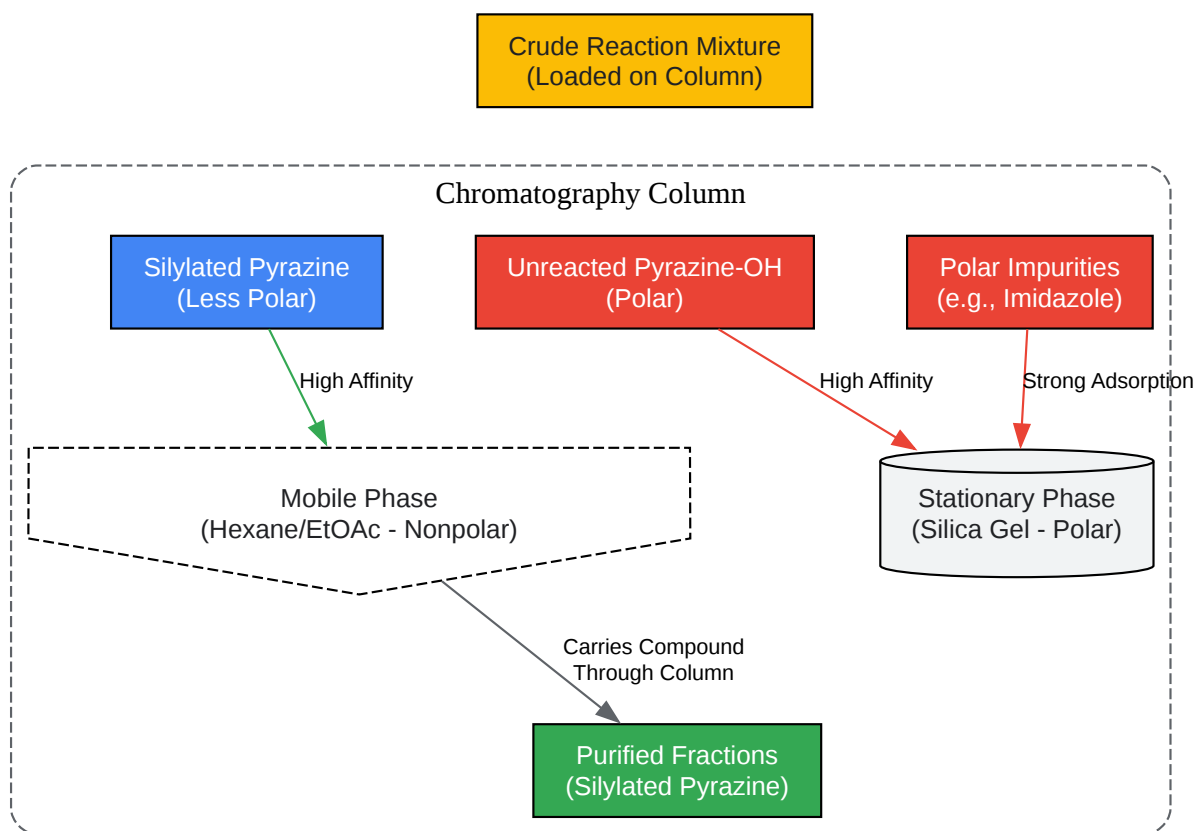 Crude Reaction Mixture
(Loaded on Column)
Chromatography Column
Silylated Pyrazine
(Less Polar)
Unreacted Pyrazine-OH
(Polar)
Polar Impurities
(e.g., Imidazole)
High Affinity
High Affinity
Strong Adsorption
Mobile Phase
(Hexane/EtOAc - Nonpolar)
Stationary Phase
(Silica Gel - Polar)
Carries Compound
Through Column
Purified Fractions
(Silylated Pyrazine)